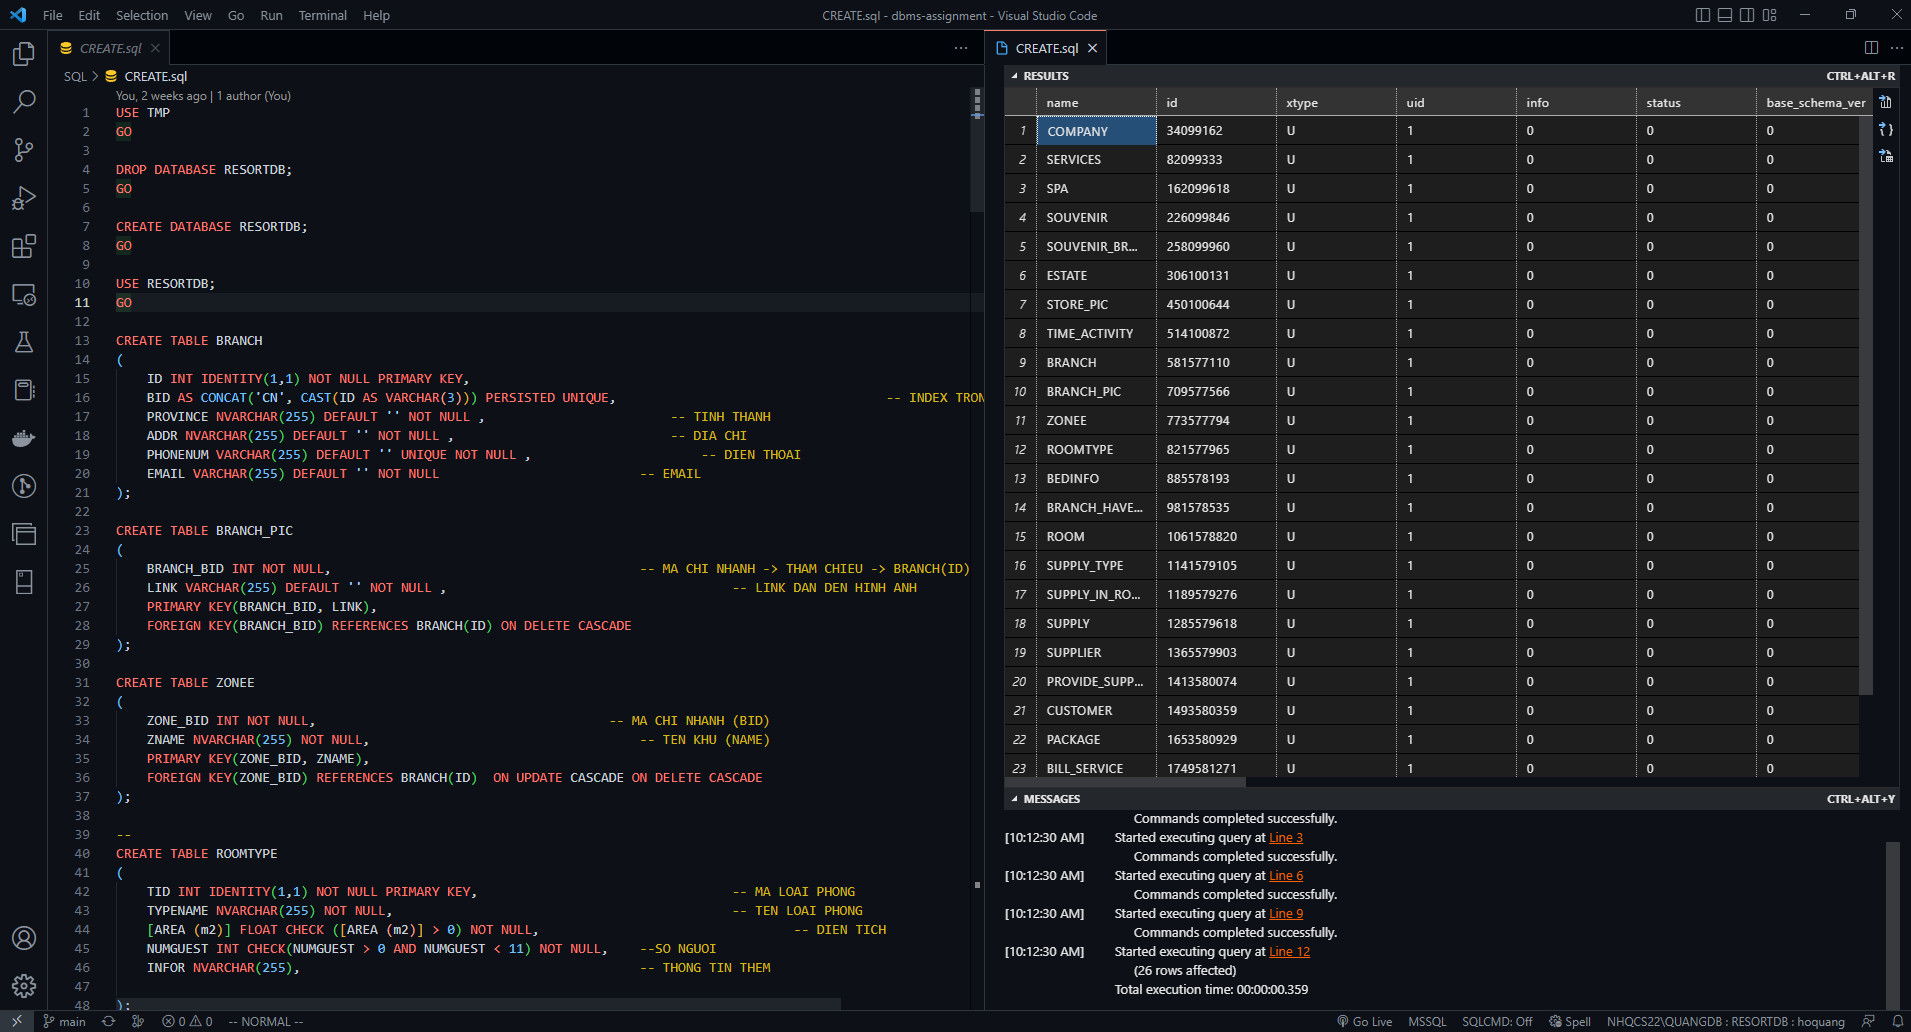 File Edit Selection View Go Run Terminal Help
CREATE.sql - dbms-assignment - Visual Studio Code
CREATE.sql
SQL > CREATE.sql
You, 2 weeks ago | 1 author (You)
1 USE TMP
2 GO
3
4 DROP DATABASE RESORTDB;
5 GO
6
7 CREATE DATABASE RESORTDB;
8 GO
9
10 USE RESORTDB;
11 GO
12
13 CREATE TABLE BRANCH
14 (
15 ID INT IDENTITY(1,1) NOT NULL PRIMARY KEY,
16 BID AS CONCAT('CN', CAST(ID AS VARCHAR(3))) PERSISTED UNIQUE, -- INDEX TRON
17 PROVINCE NVARCHAR(255) DEFAULT '' NOT NULL , -- TINH THANH
18 ADDR NVARCHAR(255) DEFAULT '' NOT NULL , -- DIA CHI
19 PHONENUM VARCHAR(255) DEFAULT '' UNIQUE NOT NULL , -- DIEN THOAI
20 EMAIL VARCHAR(255) DEFAULT '' NOT NULL -- EMAIL
21 );
22
23 CREATE TABLE BRANCH_PIC
24 (
25 BRANCH_BID INT NOT NULL, -- MA CHI NHANH -> THAM CHIEU -> BRANCH(ID)
26 LINK VARCHAR(255) DEFAULT '' NOT NULL , -- LINK DAN DEN HINH ANH
27 PRIMARY KEY(BRANCH_BID, LINK),
28 FOREIGN KEY(BRANCH_BID) REFERENCES BRANCH(ID) ON DELETE CASCADE
29 );
30
31 CREATE TABLE ZONEE
32 (
33 ZONE_BID INT NOT NULL, -- MA CHI NHANH (BID)
34 ZNAME NVARCHAR(255) NOT NULL, -- TEN KHU (NAME)
35 PRIMARY KEY(ZONE_BID, ZNAME),
36 FOREIGN KEY(ZONE_BID) REFERENCES BRANCH(ID) ON UPDATE CASCADE ON DELETE CASCADE
37 );
38
39 --
40 CREATE TABLE ROOMTYPE
41 (
42 TID INT IDENTITY(1,1) NOT NULL PRIMARY KEY, -- MA LOAI PHONG
43 TYPENAME NVARCHAR(255) NOT NULL, -- TEN LOAI PHONG
44 [AREA (m2)] FLOAT CHECK ([AREA (m2)] > 0) NOT NULL, -- DIEN TICH
45 NUMGUEST INT CHECK(NUMGUEST > 0 AND NUMGUEST < 11) NOT NULL, --SO NGUOI
46 INFOR NVARCHAR(255), -- THONG TIN THEM
47
48 );
CREATE.sql
RESULTS CTRL+ALT+R
name id xtype uid info status base_schema_ver
1 COMPANY 34099162 U 1 0 0 0
2 SERVICES 82099333 U 1 0 0 0
3 SPA 162099618 U 1 0 0 0
4 SOUVENIR 226099846 U 1 0 0 0
5 SOUVENIR_BR... 258099960 U 1 0 0 0
6 ESTATE 306100131 U 1 0 0 0
7 STORE_PIC 450100644 U 1 0 0 0
8 TIME_ACTIVITY 514100872 U 1 0 0 0
9 BRANCH 581577110 U 1 0 0 0
10 BRANCH_PIC 709577566 U 1 0 0 0
11 ZONEE 773577794 U 1 0 0 0
12 ROOMTYPE 821577965 U 1 0 0 0
13 BEDINFO 885578193 U 1 0 0 0
14 BRANCH_HAVE... 981578535 U 1 0 0 0
15 ROOM 1061578820 U 1 0 0 0
16 SUPPLY_TYPE 1141579105 U 1 0 0 0
17 SUPPLY_IN_RO... 1189579276 U 1 0 0 0
18 SUPPLY 1285579618 U 1 0 0 0
19 SUPPLIER 1365579903 U 1 0 0 0
20 PROVIDE_SUPP... 1413580074 U 1 0 0 0
21 CUSTOMER 1493580359 U 1 0 0 0
22 PACKAGE 1653580929 U 1 0 0 0
23 BILL_SERVICE 1749581271 U 1 0 0 0
MESSAGES CTRL+ALT+Y
Commands completed successfully.
[10:12:30 AM] Started executing query at Line 3
Commands completed successfully.
[10:12:30 AM] Started executing query at Line 6
Commands completed successfully.
[10:12:30 AM] Started executing query at Line 9
Commands completed successfully.
[10:12:30 AM] Started executing query at Line 12
(26 rows affected)
Total execution time: 00:00:00.359
main 0 0 -- NORMAL -- Go Live MSSQL SQLCMD: Off Spell NHQCS22\QUANGDB : RESORTDB : hoquang